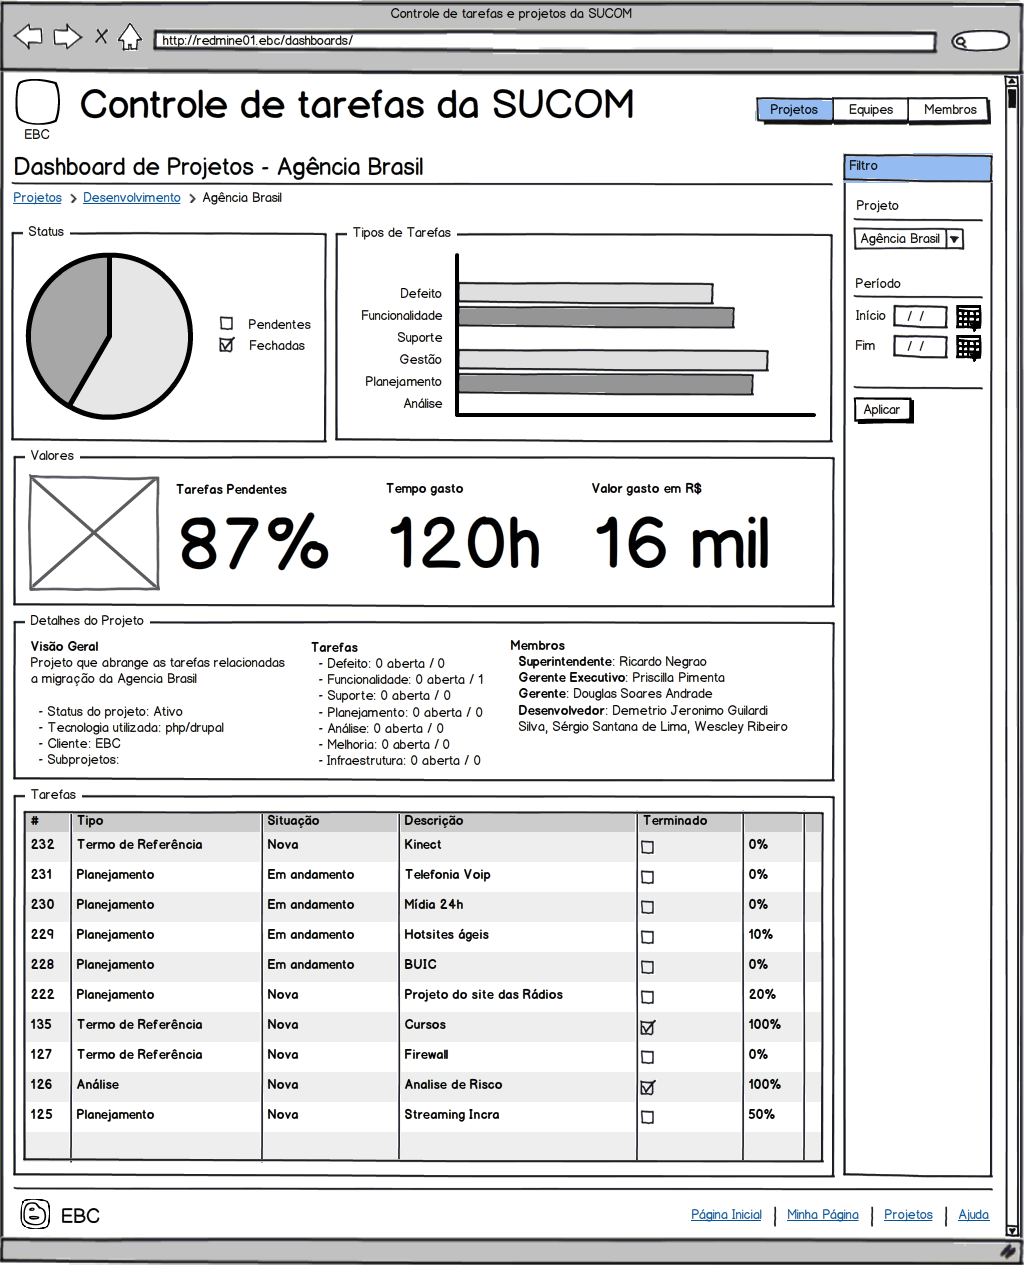 Controle de tarefas e projetos da SUCOM
X
http://redmine01.ebc/dashboards/
EBC
Controle de tarefas da SUCOM
Projetos Equipes Membros
Dashboard de Projetos - Agência Brasil
Projetos > Desenvolvimento > Agência Brasil
Filtro
Projeto
Agência Brasil
Período
Início / /
Fim / /
Aplicar
Status
Pendentes
Fechadas
Tipos de Tarefas
Defeito
Funcionalidade
Suporte
Gestão
Planejamento
Análise
Valores
Tarefas Pendentes
87%
Tempo gasto
120h
Valor gasto em R$
16 mil
Detalhes do Projeto
Visão Geral
Projeto que abrange as tarefas relacionadas
a migração da Agencia Brasil
- Status do projeto: Ativo
- Tecnologia utilizada: php/drupal
- Cliente: EBC
- Subprojetos:
Tarefas
- Defeito: 0 aberta / 0
- Funcionalidade: 0 aberta / 1
- Suporte: 0 aberta / 0
- Planejamento: 0 aberta / 0
- Análise: 0 aberta / 0
- Melhoria: 0 aberta / 0
- Infraestrutura: 0 aberta / 0
Membros
Superintendente: Ricardo Negrao
Gerente Executivo: Priscilla Pimenta
Gerente: Douglas Soares Andrade
Desenvolvedor: Demetrio Jeronimo Guilardi
Silva, Sérgio Santana de Lima, Wescley Ribeiro
Tarefas
# Tipo Situação Descrição Terminado
232 Termo de Referência Nova Kinect 0%
231 Planejamento Em andamento Telefonia Voip 0%
230 Planejamento Em andamento Mídia 24h 0%
229 Planejamento Em andamento Hotsites ágeis 10%
228 Planejamento Em andamento BUIC 0%
222 Planejamento Nova Projeto do site das Rádios 20%
135 Termo de Referência Nova Cursos 100%
127 Termo de Referência Nova Firewall 0%
126 Análise Nova Analise de Risco 100%
125 Planejamento Nova Streaming Incra 50%
EBC
Página Inicial | Minha Página | Projetos | Ajuda